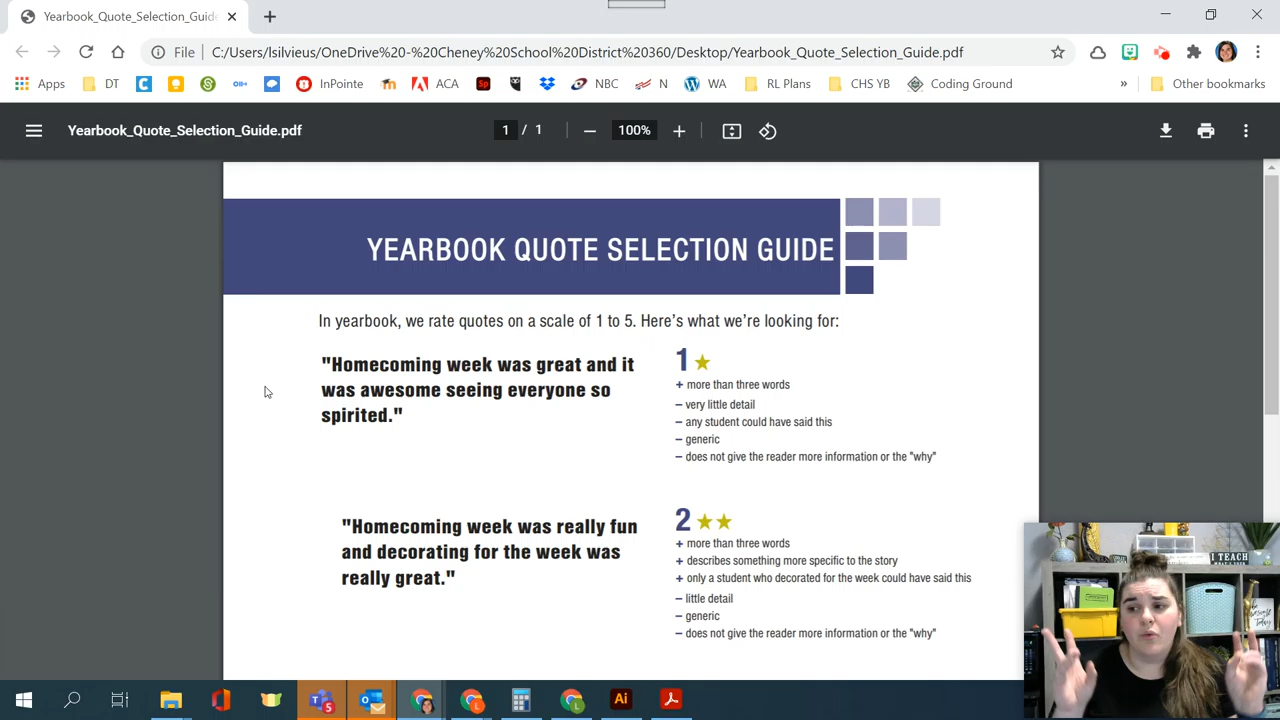 Yearbook_Quote_Selection_Guide
File C:/Users/lsilvieus/OneDrive%20-%20Cheney%20School%20District%20360/Desktop/Yearbook_Quote_Selection_Guide.pdf
Apps DT InPointe ACA NBC N WA RL Plans CHS YB Coding Ground » Other bookmarks
Yearbook_Quote_Selection_Guide.pdf 1 / 1 100%
YEARBOOK QUOTE SELECTION GUIDE
In yearbook, we rate quotes on a scale of 1 to 5. Here's what we're looking for:
"Homecoming week was great and it
was awesome seeing everyone so
spirited."
1
+ more than three words
– very little detail
– any student could have said this
– generic
– does not give the reader more information or the "why"
"Homecoming week was really fun
and decorating for the week was
really great."
2
+ more than three words
+ describes something more specific to the story
+ only a student who decorated for the week could have said this
– little detail
– generic
– does not give the reader more information or the "why"
I TEACH